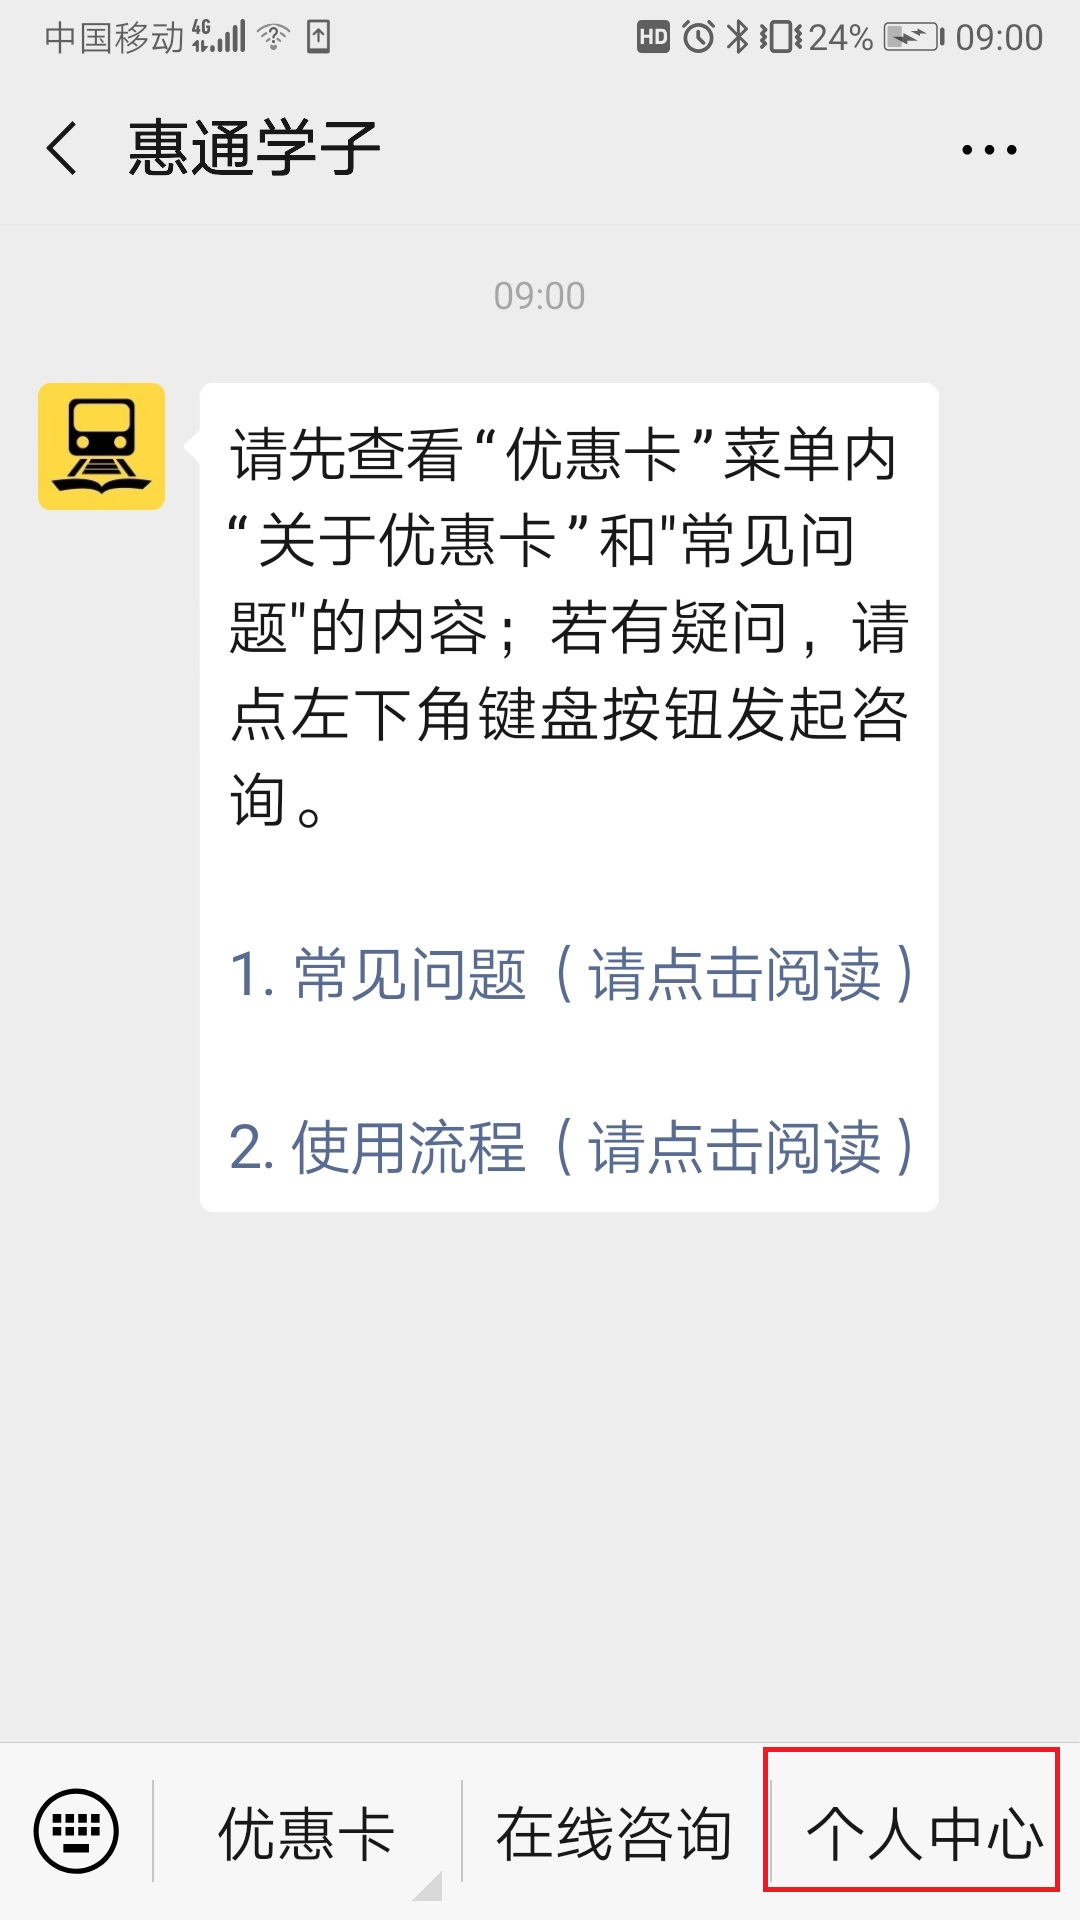 中国移动 4G HD 24% 09:00
惠通学子
09:00
请先查看“优惠卡”菜单内
“关于优惠卡”和"常见问
题"的内容；若有疑问，请
点左下角键盘按钮发起咨
询。
1. 常见问题（请点击阅读）
2. 使用流程（请点击阅读）
优惠卡 在线咨询 个人中心